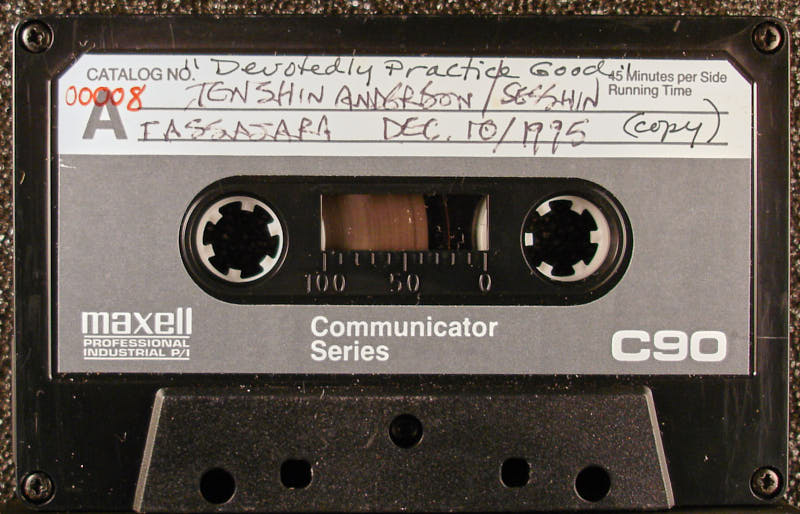 CATALOG NO. "Devotedly Practice Good" 45 Minutes per Side
00008 TENSHIN ANDERSON / SESSHIN Running Time
A TASSAJARA DEC. 10/1995 (copy)
100 50 0
maxell Communicator Series C90
PROFESSIONAL
INDUSTRIAL P/I